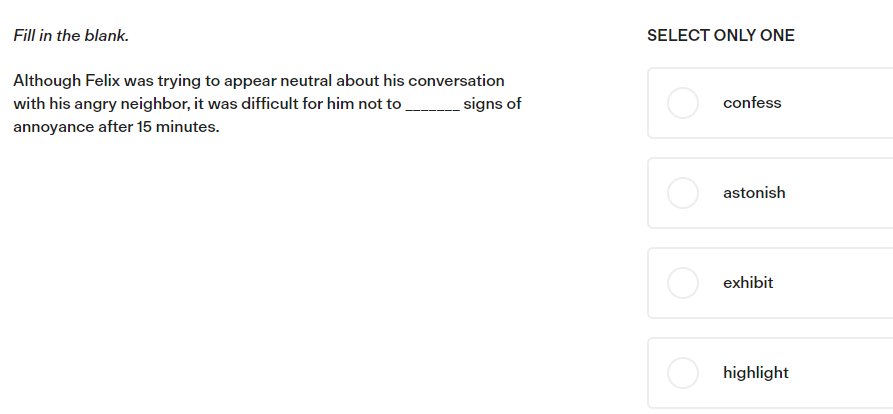 Fill in the blank.
Although Felix was trying to appear neutral about his conversation
with his angry neighbor, it was difficult for him not to _______ signs of
annoyance after 15 minutes.
SELECT ONLY ONE
confess
astonish
exhibit
highlight